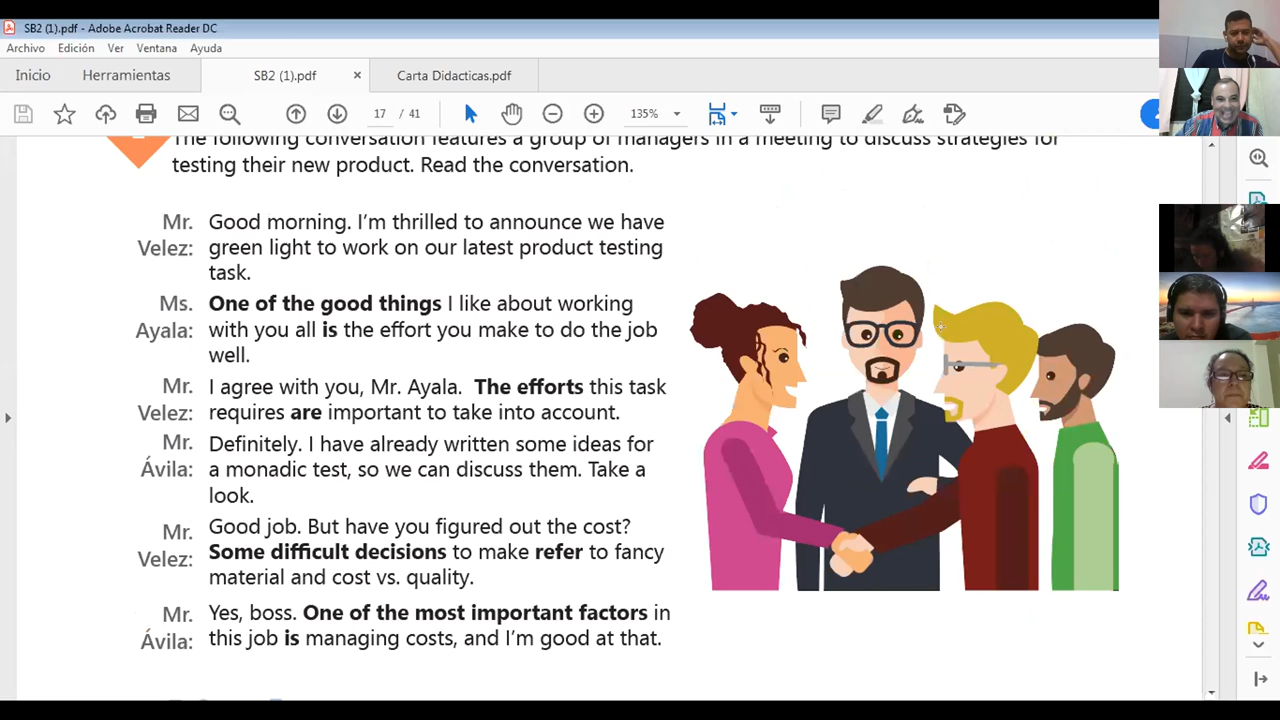 SB2 (1).pdf - Adobe Acrobat Reader DC
Archivo Edición Ver Ventana Ayuda
Inicio Herramientas SB2 (1).pdf × Carta Didacticas.pdf
17 / 41 135%
The following conversation features a group of managers in a meeting to discuss strategies for
testing their new product. Read the conversation.
Mr. Velez: Good morning. I'm thrilled to announce we have
green light to work on our latest product testing
task.
Ms. Ayala: One of the good things I like about working
with you all is the effort you make to do the job
well.
Mr. Velez: I agree with you, Mr. Ayala. The efforts this task
requires are important to take into account.
Mr. Ávila: Definitely. I have already written some ideas for
a monadic test, so we can discuss them. Take a
look.
Mr. Velez: Good job. But have you figured out the cost?
Some difficult decisions to make refer to fancy
material and cost vs. quality.
Mr. Ávila: Yes, boss. One of the most important factors in
this job is managing costs, and I'm good at that.